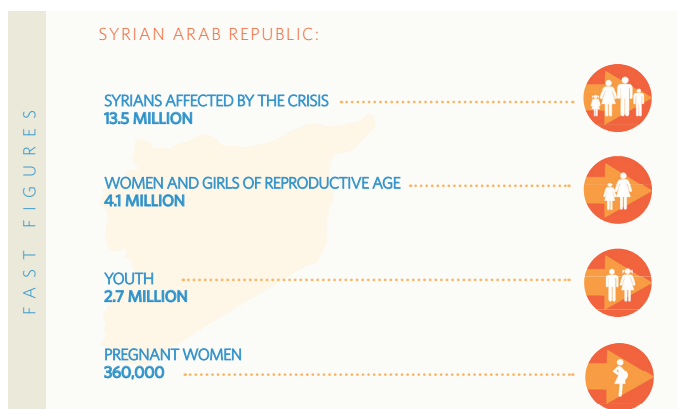 SYRIAN ARAB REPUBLIC:
FAST FIGURES
SYRIANS AFFECTED BY THE CRISIS
13.5 MILLION
WOMEN AND GIRLS OF REPRODUCTIVE AGE
4.1 MILLION
YOUTH
2.7 MILLION
PREGNANT WOMEN
360,000